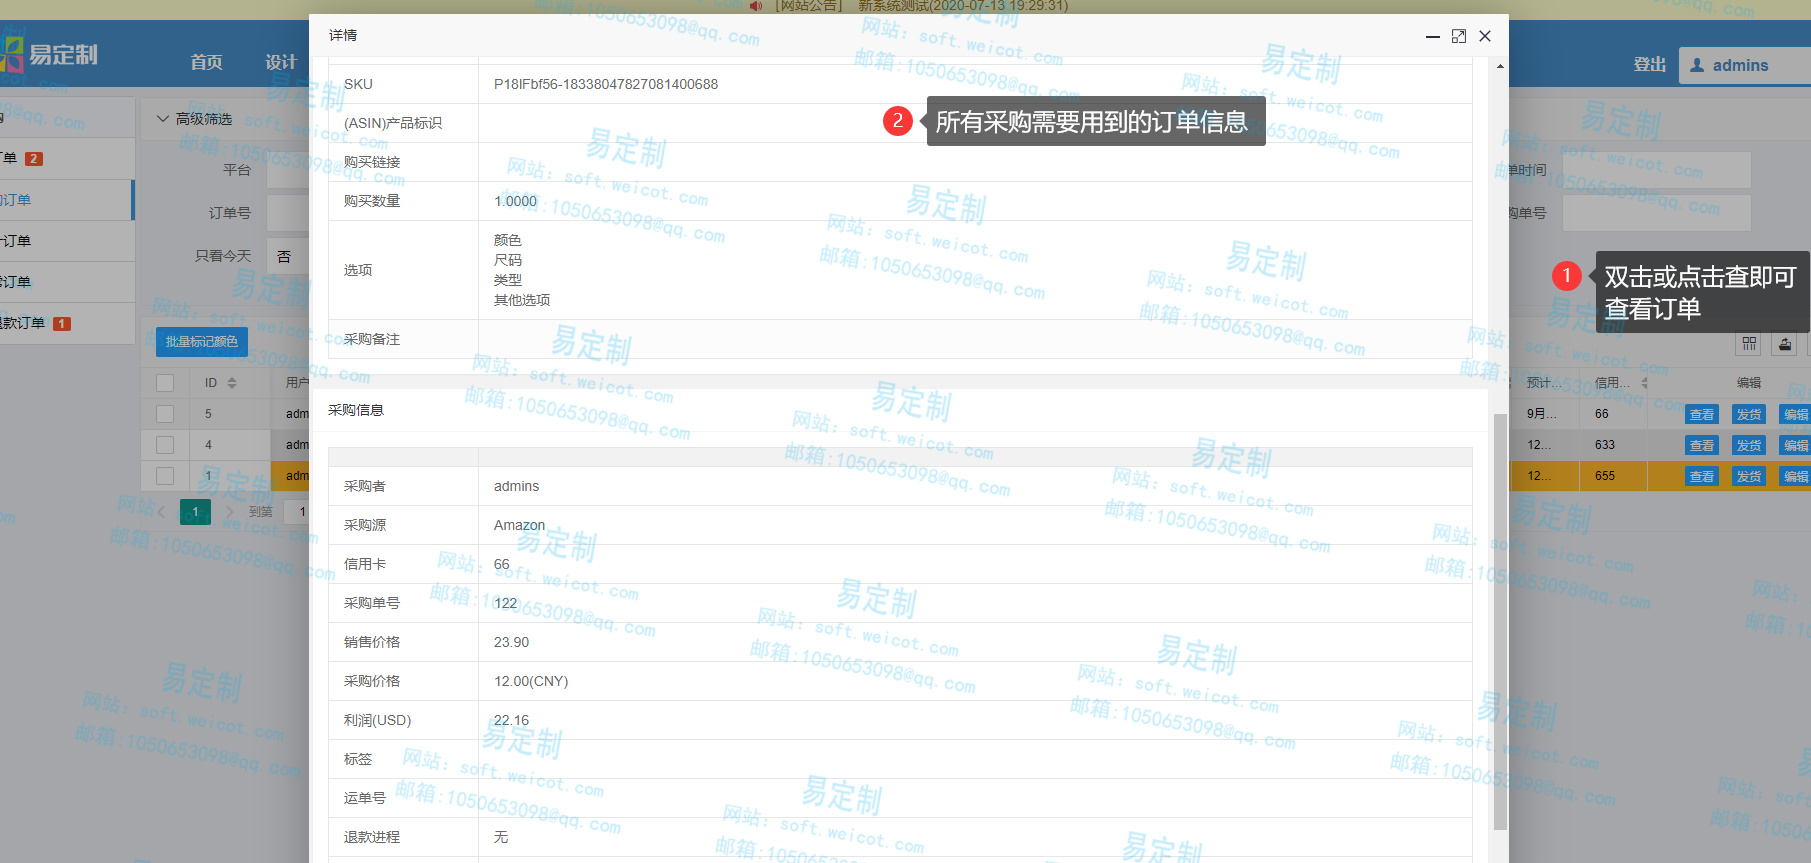 [网站公告] 新系统测试(2020-07-13 19:29:31)
易定制
首页 设计
登出 admins
详情
SKU P18IFbf56-18338047827081400688
(ASIN)产品标识
购买链接
购买数量 1.0000
选项
颜色
尺码
类型
其他选项
采购备注
采购信息
采购者 admins
采购源 Amazon
信用卡 66
采购单号 122
销售价格 23.90
采购价格 12.00(CNY)
利润(USD) 22.16
标签
运单号
退款进程 无
2 所有采购需要用到的订单信息
1 双击或点击查即可
查看订单
单 2
订单
订单
订单
退款订单 1
高级筛选
平台
订单号
只看今天 否
单时间
购单号
批量标记颜色
ID 用户
5 adm
4 adm
1 adm
1 到第 1
预计... 信用... 编辑
9月... 66 查看 发货 编辑
12... 633 查看 发货 编辑
12... 655 查看 发货 编辑
易定制
网站: soft.weicot.com
邮箱:1050653098@qq.com